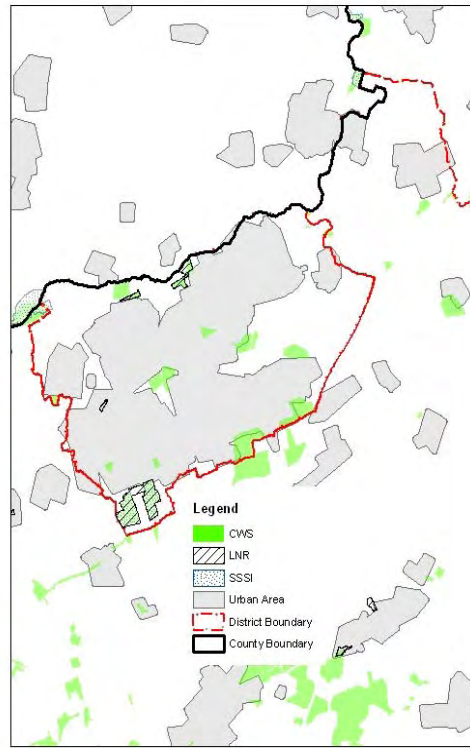 Legend
CWS
LNR
SSSI
Urban Area
District Boundary
County Boundary